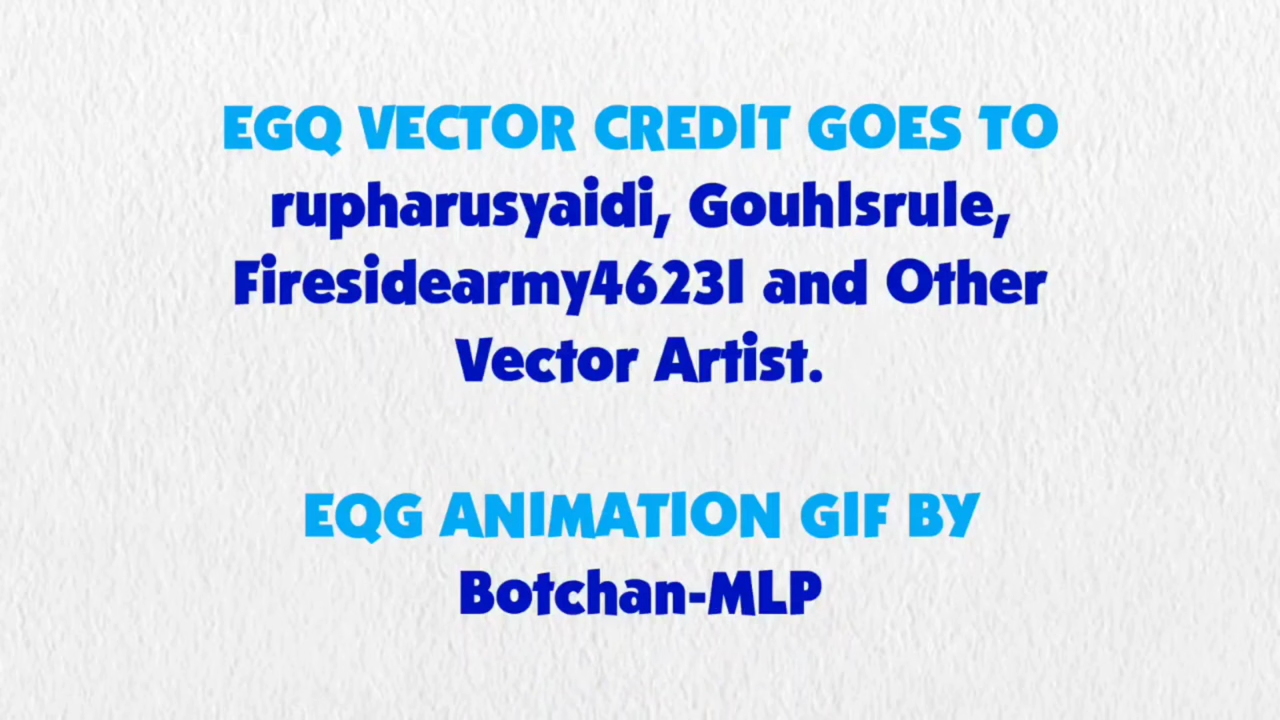 EGQ VECTOR CREDIT GOES TO
rupharusyaidi, Gouhlsrule,
Firesidearmy46231 and Other
Vector Artist.
EQG ANIMATION GIF BY
Botchan-MLP